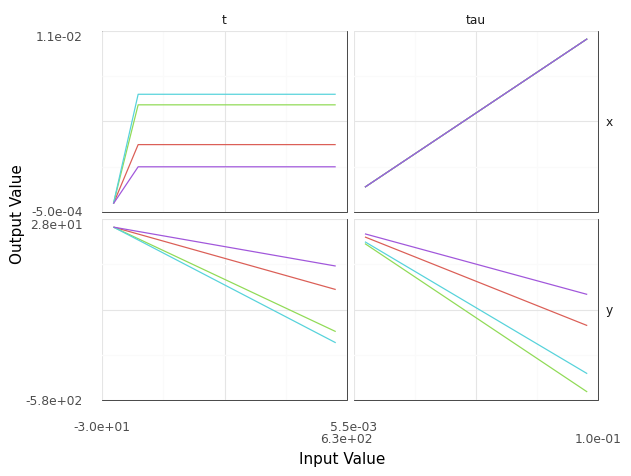 t
tau
1.1e-02
x
-5.0e-04
2.8e+01
Output Value
y
-5.8e+02
-3.0e+01
5.5e-03
6.3e+02
1.0e-01
Input Value